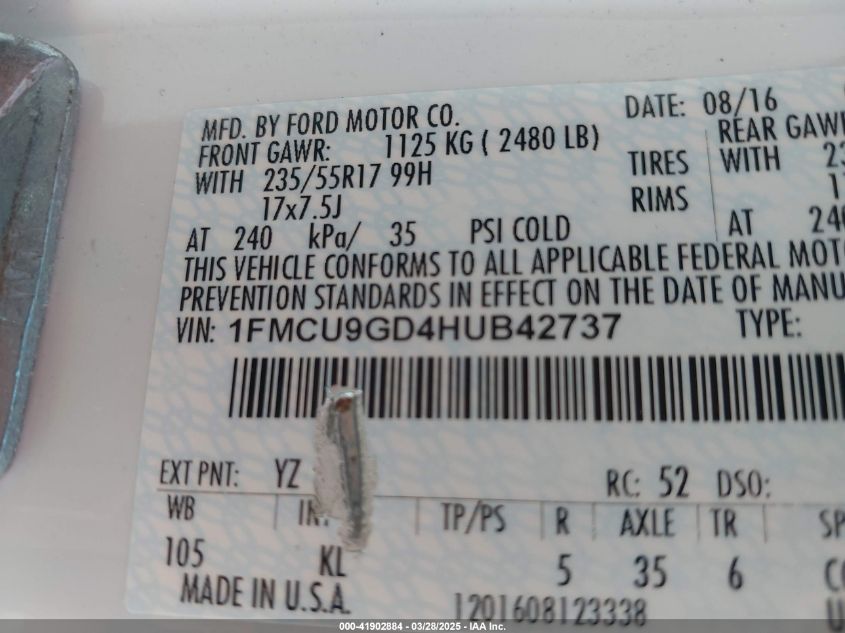 MFD. BY FORD MOTOR CO.
DATE: 08/16
FRONT GAWR: 1125 KG ( 2480 LB)
REAR GAWR
WITH 235/55R17 99H
TIRES WITH
17x7.5J
RIMS
AT 240 kPa/ 35 PSI COLD
AT 240
THIS VEHICLE CONFORMS TO ALL APPLICABLE FEDERAL MOTO
PREVENTION STANDARDS IN EFFECT ON THE DATE OF MANU
VIN: 1FMCU9GD4HUB42737
TYPE:
EXT PNT: YZ
RC: 52 DSO:
WB TP/PS R AXLE TR SP
105 KL 5 35 6
MADE IN U.S.A.
1201608123338
000-41902884 | 03/28/2025 - IAA Inc.